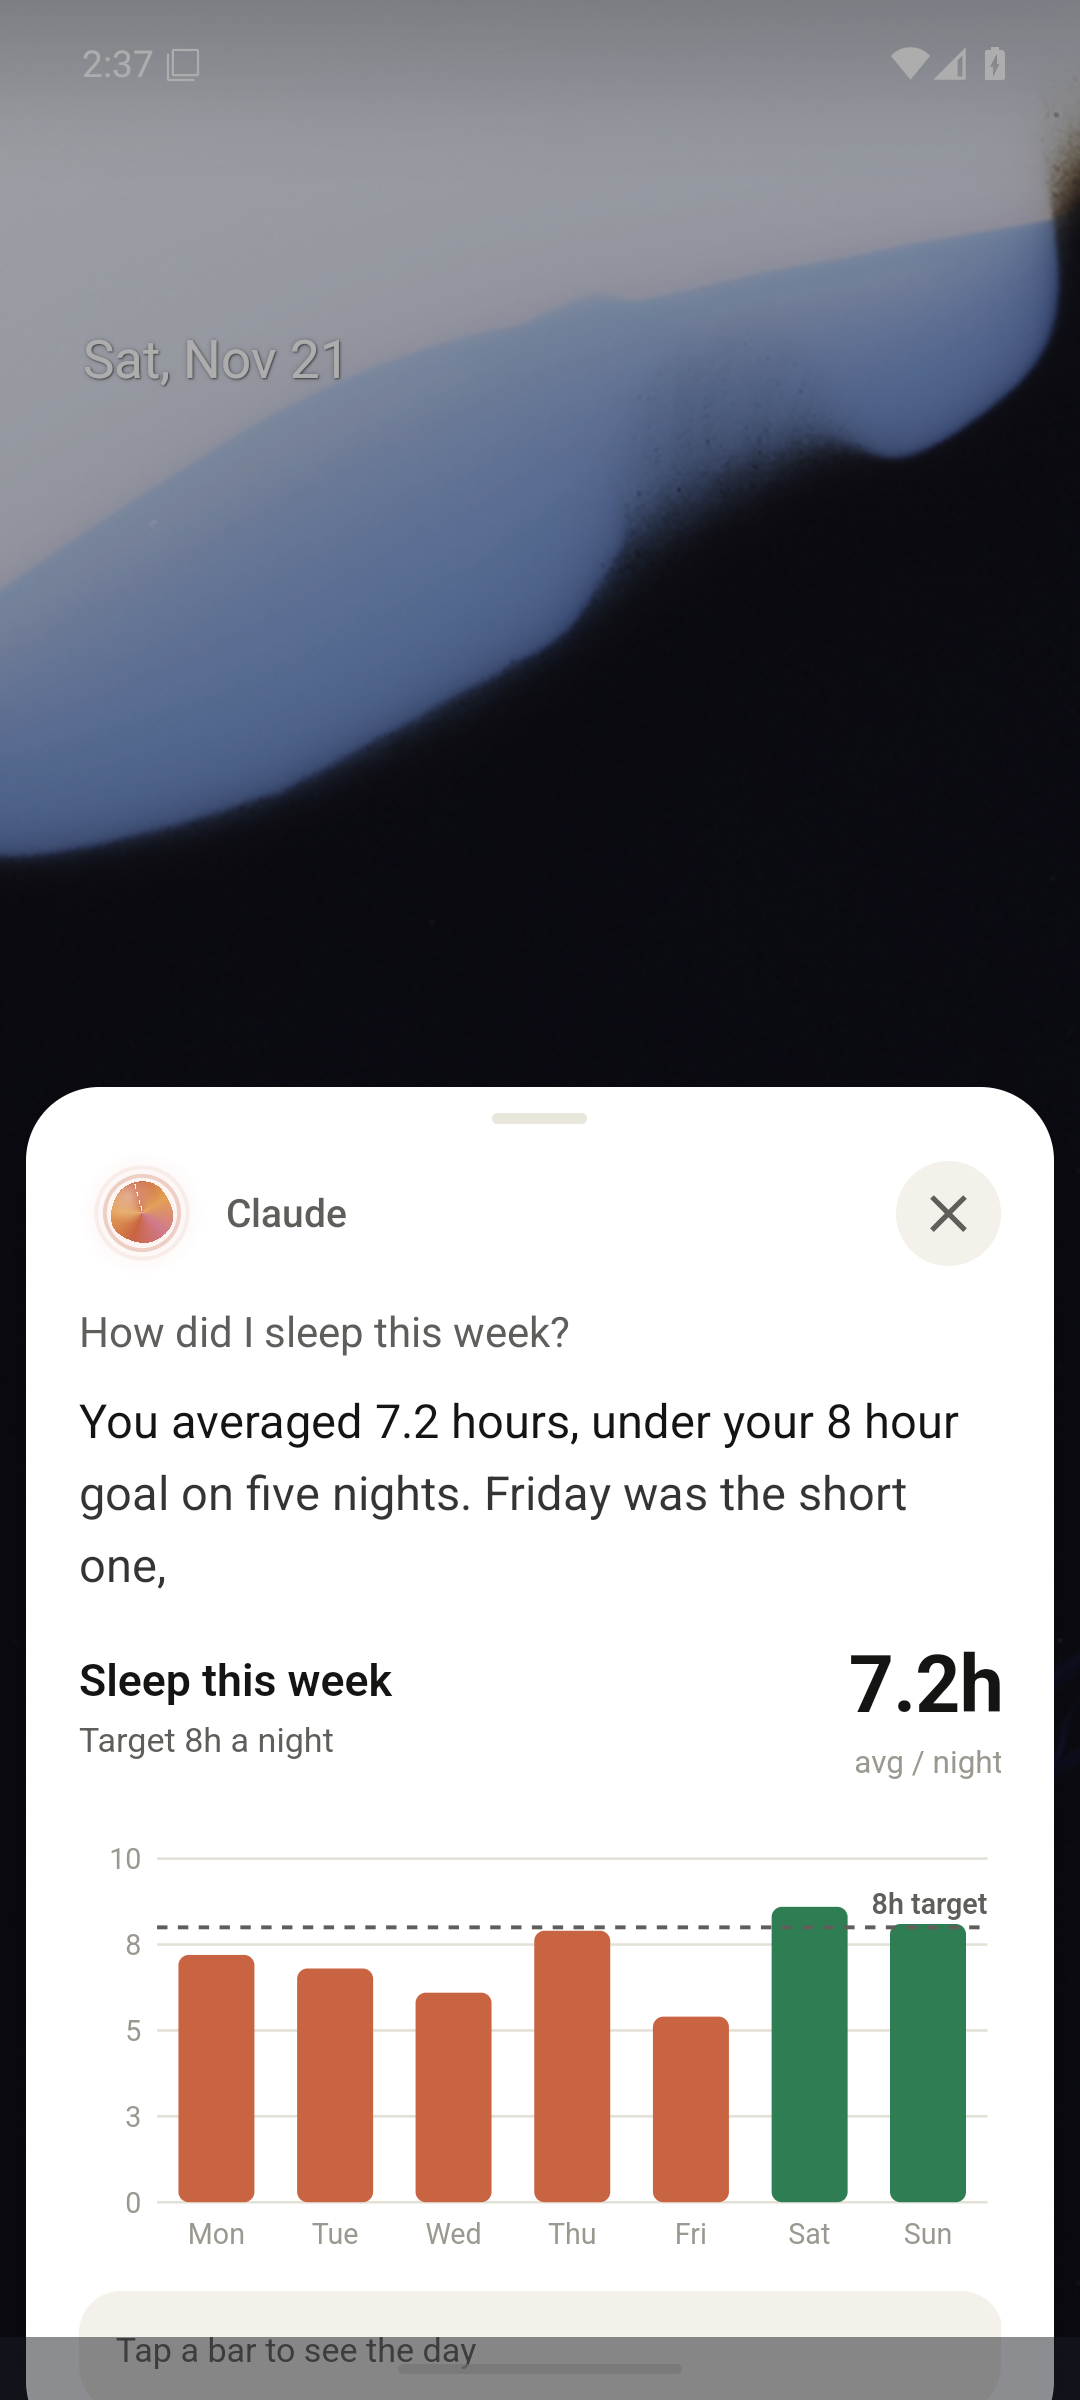 2:37
Sat, Nov 21
Claude
How did I sleep this week?
You averaged 7.2 hours, under your 8 hour
goal on five nights. Friday was the short
one,
Sleep this week
7.2h
Target 8h a night
avg / night
10
8h target
8
5
3
0
Mon Tue Wed Thu Fri Sat Sun
Tap a bar to see the day